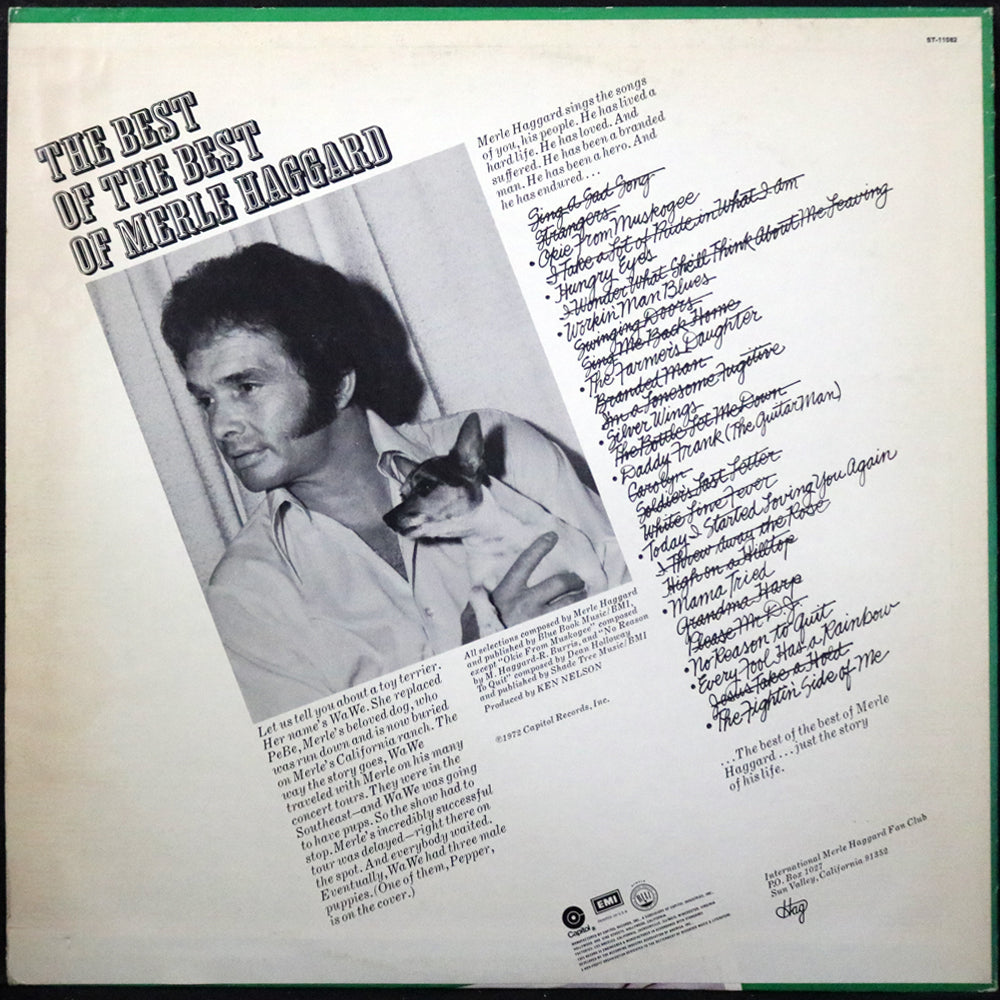 ST-11082
THE BEST
OF THE BEST
OF MERLE HAGGARD
Merle Haggard sings the songs
of you, his people. He has lived a
hard life. He has loved. And
suffered. He has been a branded
man. He has been a hero. And
he has endured...
Sing a Sad Song
Strangers
• Okie From Muskogee
I Take a Lot of Pride in What I am
• Hungry Eyes
I Wonder What She'll Think About Me Leaving
• Workin' Man Blues
Swinging Doors
Sing Me Back Home
• The Farmers Daughter
Branded Man
I'm a Lonesome Fugitive
• Silver Wings
The Bottle Let Me Down
• Daddy Frank (The Guitar Man)
Carolyn
Soldier's Last Letter
White Line Fever
• Today I Started Loving You Again
I Threw Away the Rose
High on a Hilltop
• Mama Tried
Grandma Harp
Please Mr. D.J.
• No Reason to Quit
• Every Fool Has a Rainbow
Jesus Take a Hold
• The Fightin' Side of Me
...The best of the best of Merle
Haggard...just the story
of his life.
All selections composed by Merle Haggard
and published by Blue Book Music/BMI,
except "Okie From Muskogee" composed
by M. Haggard-R. Burris, and "No Reason
To Quit" composed by Dean Holloway
and published by Shade Tree Music/BMI
Produced by KEN NELSON
℗1972 Capitol Records, Inc.
Let us tell you about a toy terrier.
Her name's Wa We. She replaced
PeBe, Merle's beloved dog, who
was run down and is now buried
on Merle's California ranch. The
way the story goes, Wa We
traveled with Merle on his many
concert tours. They were in the
Southeast—and Wa We was going
to have pups. So the show had to
stop. Merle's incredibly successful
tour was delayed—right there on
the spot. And everybody waited.
Eventually, Wa We had three male
puppies. (One of them, Pepper,
is on the cover.)
International Merle Haggard Fan Club
P.O. Box 1027
Sun Valley, California 91352
Hag
Capitol
EMI